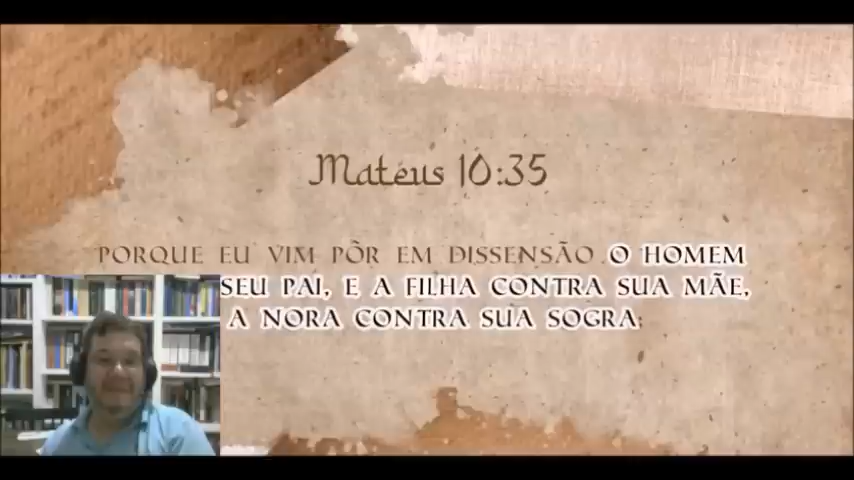 Mateus 10:35
PORQUE EU VIM PÔR EM DISSENSÃO O HOMEM
SEU PAI, E A FILHA CONTRA SUA MÃE,
A NORA CONTRA SUA SOGRA;